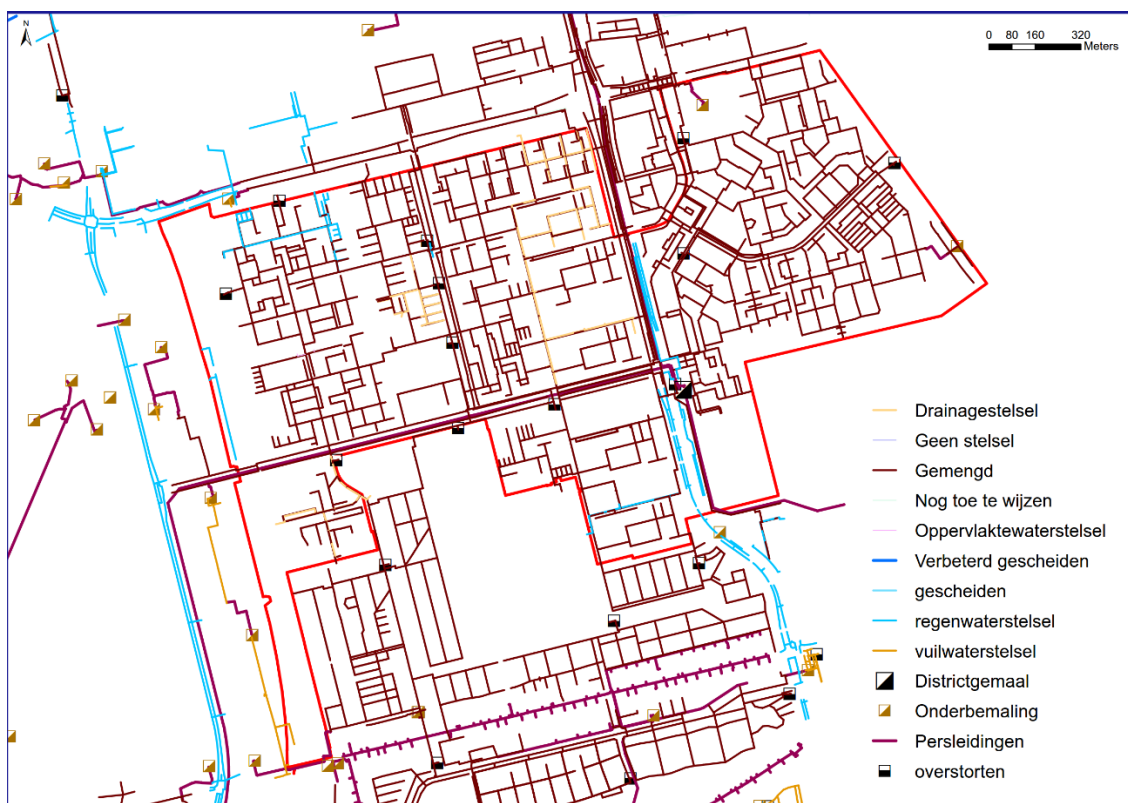 N
0 80 160 320
Meters
Drainagestelsel
Geen stelsel
Gemengd
Nog toe te wijzen
Oppervlaktewaterstelsel
Verbeterd gescheiden
gescheiden
regenwaterstelsel
vuilwaterstelsel
Districtgemaal
Onderbemaling
Persleidingen
overstorten